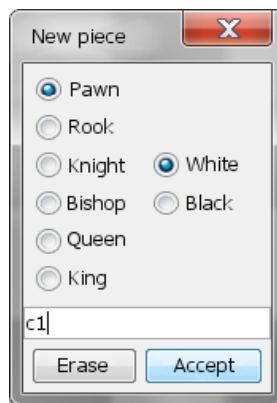 New piece
X
Pawn
Rook
Knight White
Bishop Black
Queen
King
c1
Erase Accept